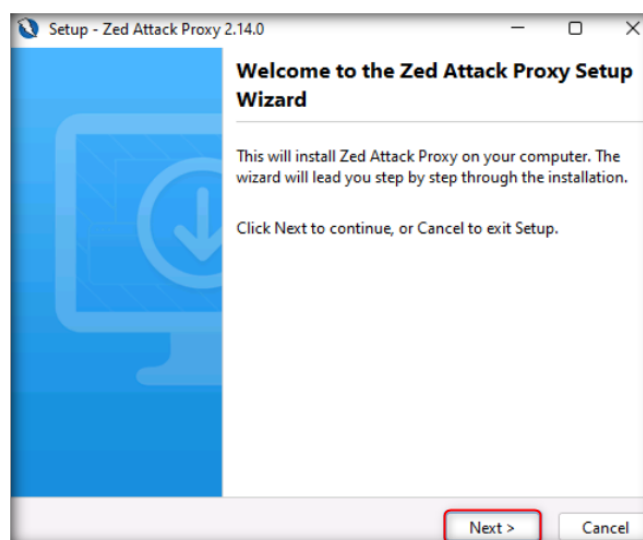 Setup - Zed Attack Proxy 2.14.0
Welcome to the Zed Attack Proxy Setup
Wizard
This will install Zed Attack Proxy on your computer. The
wizard will lead you step by step through the installation.
Click Next to continue, or Cancel to exit Setup.
Next >
Cancel